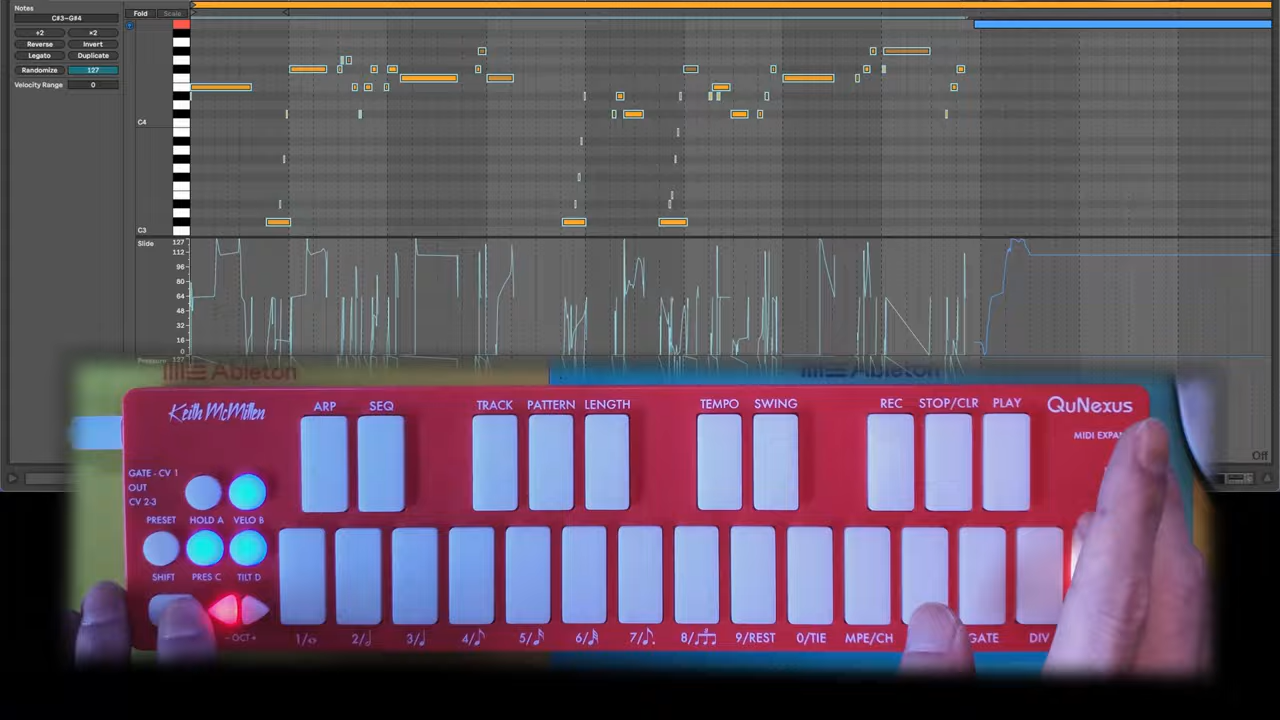 Notes
C#3–G#4
÷2 ×2
Reverse Invert
Legato Duplicate
Randomize 127
Velocity Range 0
Fold Scale
C4
C3
Slide
127
112
96
80
64
48
32
16
0
Pressure 127
Off
Ableton
Ableton
Keith McMillen
QuNexus
MIDI EXPAN
ARP SEQ TRACK PATTERN LENGTH TEMPO SWING REC STOP/CLR PLAY
GATE - CV 1
OUT
CV 2-3
PRESET HOLD A VELO B
SHIFT PRES C TILT D
- OCT +
1/ 2/ 3/ 4/ 5/ 6/ 7/ 8/ 9/REST 0/TIE MPE/CH GATE DIV